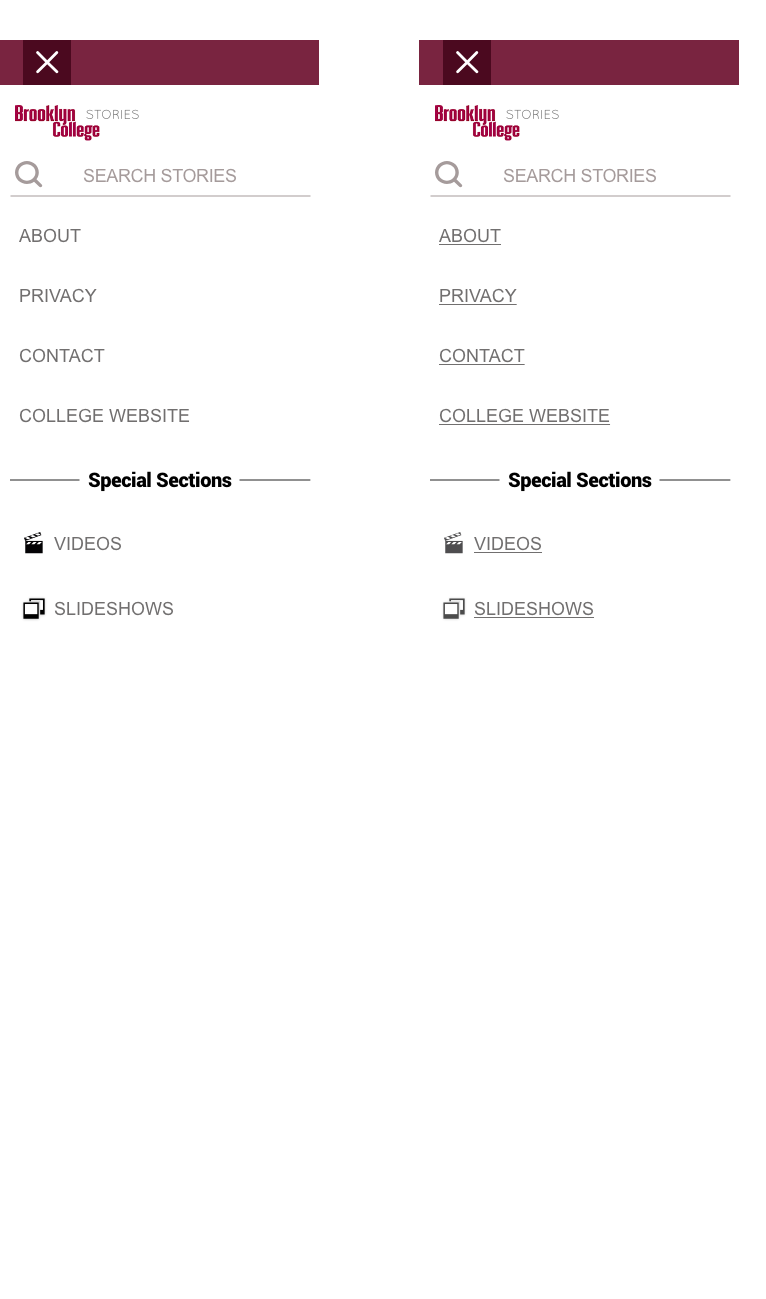 Brooklyn College STORIES
SEARCH STORIES
ABOUT
PRIVACY
CONTACT
COLLEGE WEBSITE
Special Sections
VIDEOS
SLIDESHOWS
Brooklyn College STORIES
SEARCH STORIES
ABOUT
PRIVACY
CONTACT
COLLEGE WEBSITE
Special Sections
VIDEOS
SLIDESHOWS